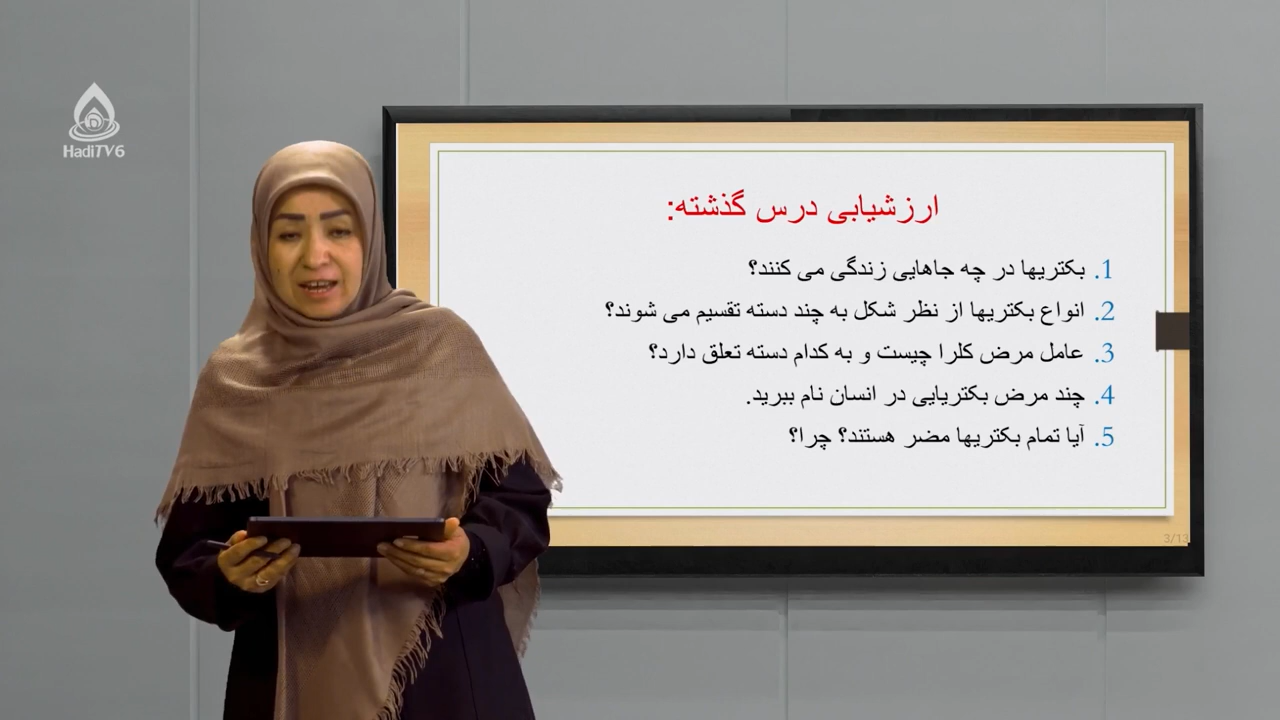 HadiTV6
ارزشیابی درس گذشته:
1. بکتریها در چه جاهایی زندگی می کنند؟
2. انواع بکتریها از نظر شکل به چند دسته تقسیم می شوند؟
3. عامل مرض کلرا چیست و به کدام دسته تعلق دارد؟
4. چند مرض بکتریایی در انسان نام ببرید.
5. آیا تمام بکتریها مضر هستند؟ چرا؟
3/13